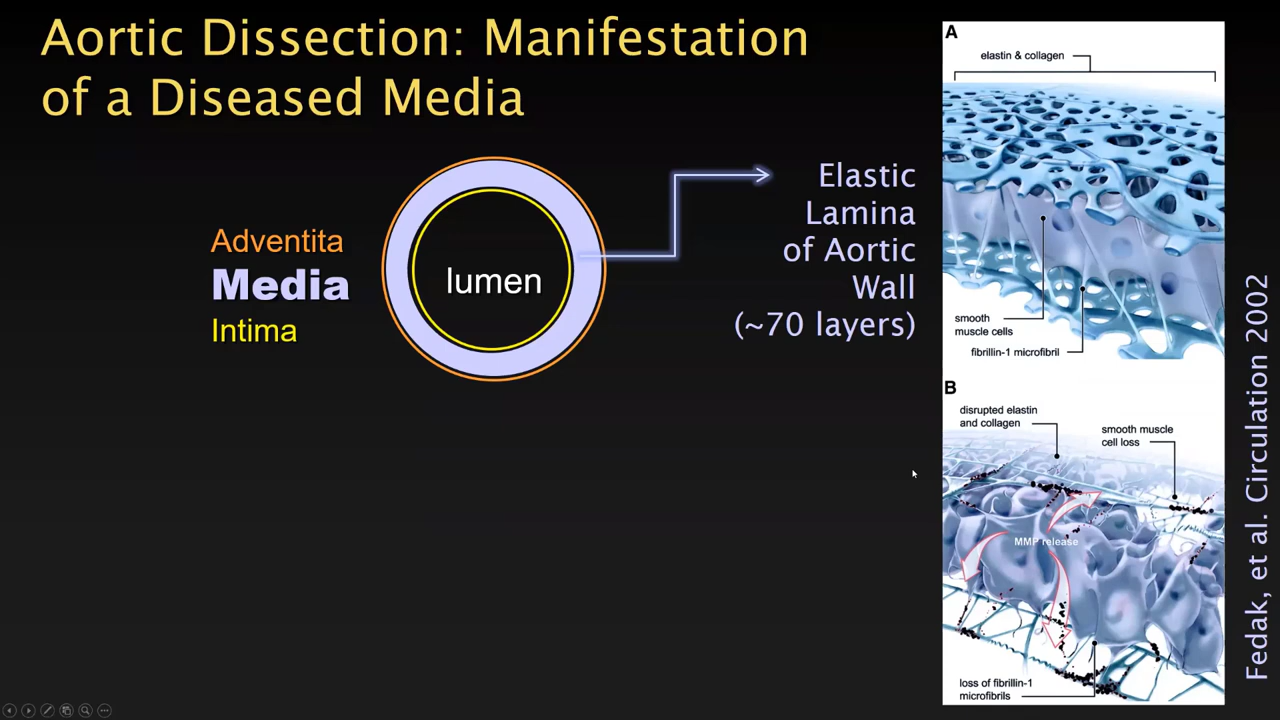 Aortic Dissection: Manifestation
of a Diseased Media
Adventita
Media
Intima
lumen
Elastic
Lamina
of Aortic
Wall
(~70 layers)
A
elastin & collagen
smooth
muscle cells
fibrillin-1 microfibril
B
disrupted elastin
and collagen
smooth muscle
cell loss
MMP release
loss of fibrillin-1
microfibrils
Fedak, et al. Circulation 2002